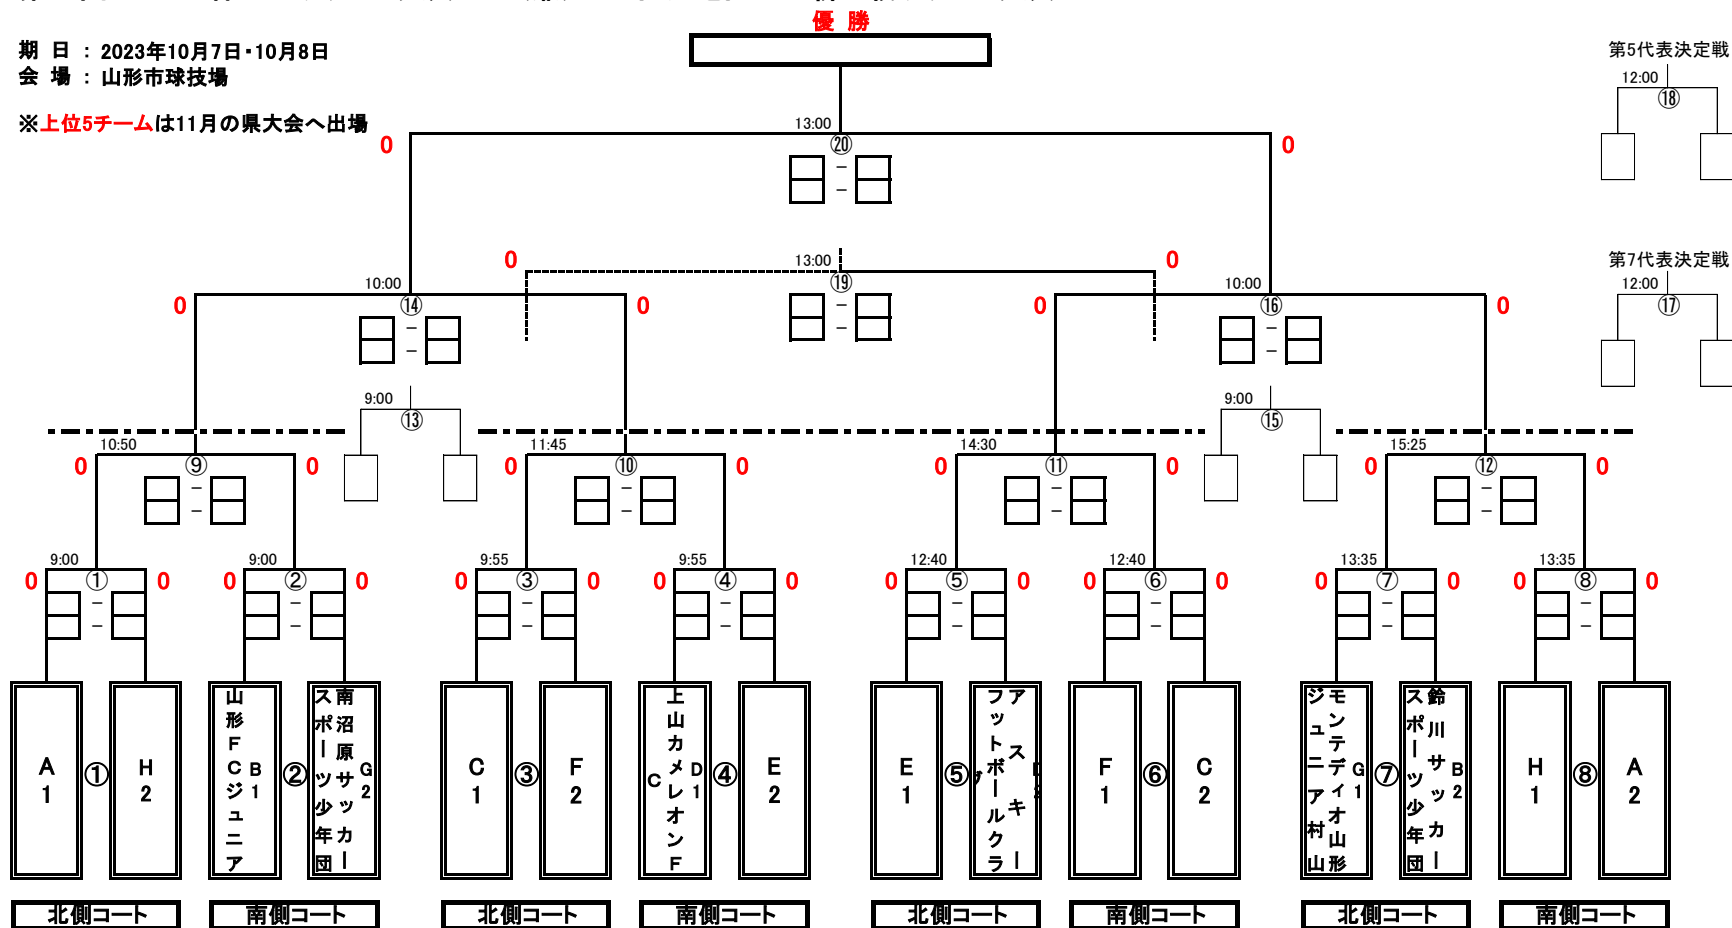 優 勝
期 日 : 2023年10月7日・10月8日
会 場 : 山形市球技場
※上位5チームは11月の県大会へ出場
第5代表決定戦
12:00
⑱
13:00
0 ⑳ 0
－
－
第7代表決定戦
12:00
⑰
0 13:00 0
⑲
－
－
10:00 10:00
0 ⑭ 0 0 ⑯ 0
－ －
－ －
9:00 9:00
⑬ ⑮
10:50 11:45 14:30 15:25
0 ⑨ 0 0 ⑩ 0 0 ⑪ 0 0 ⑫ 0
－ － － －
－ － － －
9:00 9:00 9:55 9:55 12:40 12:40 13:35 13:35
0 ① 0 0 ② 0 0 ③ 0 0 ④ 0 0 ⑤ 0 0 ⑥ 0 0 ⑦ 0 0 ⑧ 0
－ － － － － － － －
－ － － － － － － －
A1
①
H2
山形FCジュニア
B1
②
南沼原サッカースポーツ少年団
G2
C1
③
F2
上山カメレオンFC
D1
④
E2
E1
⑤
アスキーフットボールクラブ
F1
⑥
C2
モンテディオ山形ジュニア村山
G1
⑦
鈴川サッカースポーツ少年団
B2
H1
⑧
A2
北側コート 南側コート 北側コート 南側コート 北側コート 南側コート 北側コート 南側コート